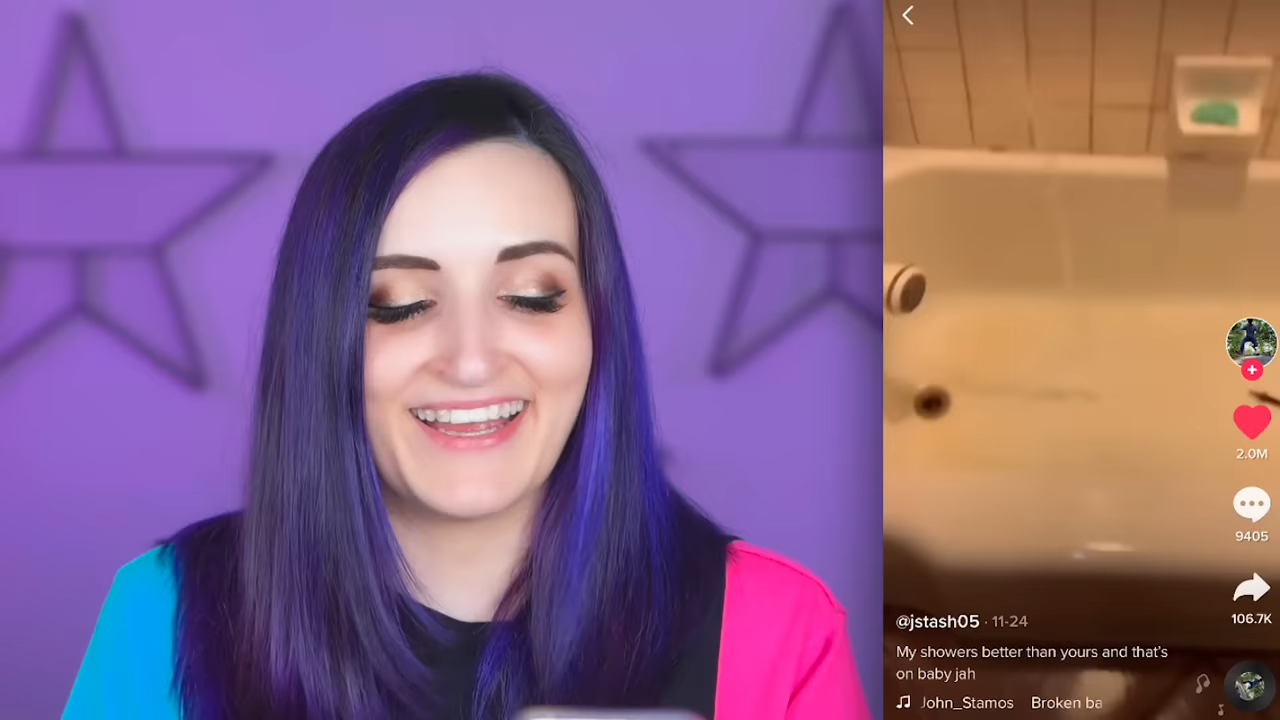 2.0M
9405
106.7K
@jstash05 · 11-24
My showers better than yours and that's
on baby jah
John_Stamos Broken ba